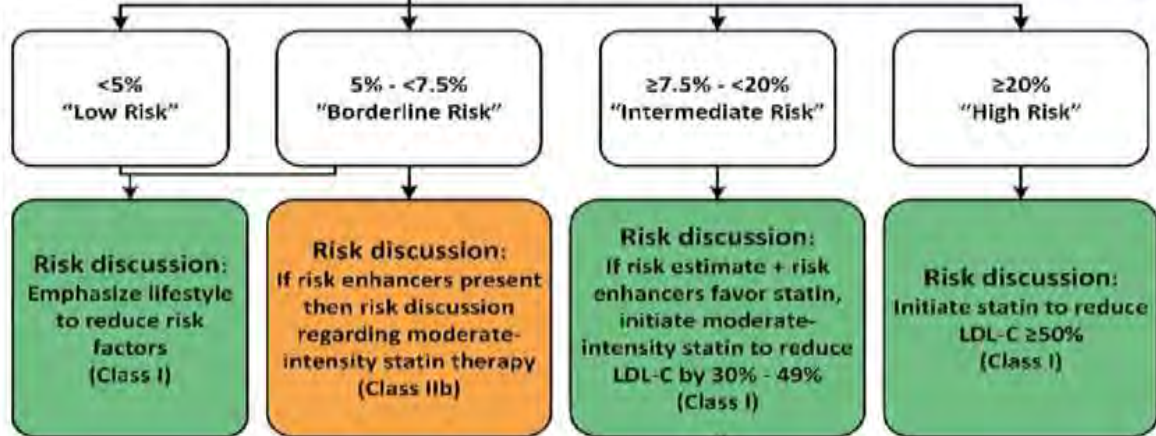 <5%
“Low Risk”
5% - <7.5%
“Borderline Risk”
≥7.5% - <20%
“Intermediate Risk”
≥20%
“High Risk”
Risk discussion:
Emphasize lifestyle
to reduce risk
factors
(Class I)
Risk discussion:
If risk enhancers present
then risk discussion
regarding moderate-
intensity statin therapy
(Class IIb)
Risk discussion:
If risk estimate + risk
enhancers favor statin,
initiate moderate-
intensity statin to reduce
LDL-C by 30% - 49%
(Class I)
Risk discussion:
Initiate statin to reduce
LDL-C ≥50%
(Class I)